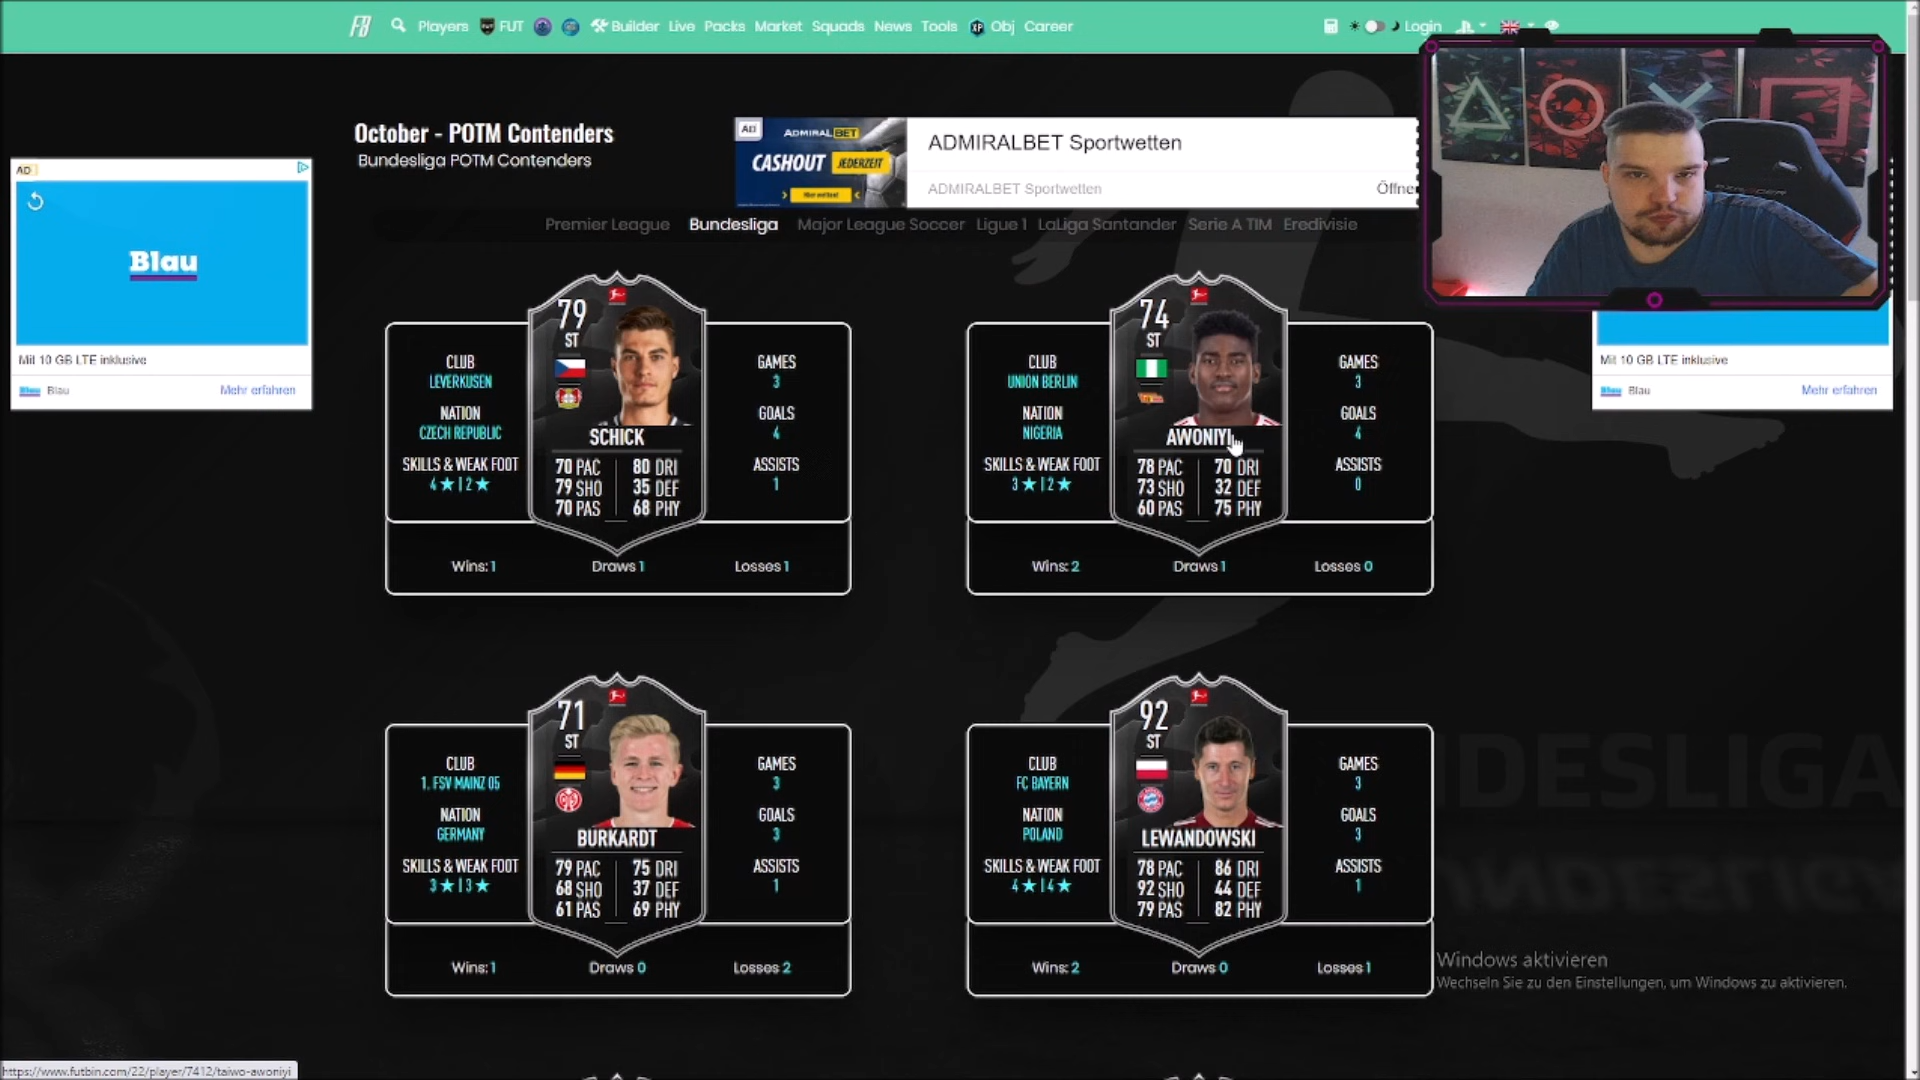 FB Players FUT Builder Live Packs Market Squads News Tools XP Obj Career Login
October - POTM Contenders
Bundesliga POTM Contenders
AD
ADMIRALBET
CASHOUT JEDERZEIT
ADMIRALBET Sportwetten
ADMIRALBET Sportwetten Öffne
AD
Blau
Mit 10 GB LTE inklusive
Blau Blau Mehr erfahren
Premier League Bundesliga Major League Soccer Ligue 1 LaLiga Santander Serie A TIM Eredivisie
79
ST
CLUB
LEVERKUSEN
NATION
CZECH REPUBLIC
SKILLS & WEAK FOOT
4 ★ | 2 ★
SCHICK
70 PAC 80 DRI
79 SHO 35 DEF
70 PAS 68 PHY
GAMES
3
GOALS
4
ASSISTS
1
Wins: 1 Draws 1 Losses 1
74
ST
CLUB
UNION BERLIN
NATION
NIGERIA
SKILLS & WEAK FOOT
3 ★ | 2 ★
AWONIYI
78 PAC 70 DRI
73 SHO 32 DEF
60 PAS 75 PHY
GAMES
3
GOALS
4
ASSISTS
0
Wins: 2 Draws 1 Losses 0
Mit 10 GB LTE inklusive
Blau Blau Mehr erfahren
71
ST
CLUB
1. FSV MAINZ 05
NATION
GERMANY
SKILLS & WEAK FOOT
3 ★ | 3 ★
BURKARDT
79 PAC 75 DRI
68 SHO 37 DEF
61 PAS 69 PHY
GAMES
3
GOALS
3
ASSISTS
1
Wins: 1 Draws 0 Losses 2
92
ST
CLUB
FC BAYERN
NATION
POLAND
SKILLS & WEAK FOOT
4 ★ | 4 ★
LEWANDOWSKI
78 PAC 86 DRI
92 SHO 44 DEF
79 PAS 82 PHY
GAMES
3
GOALS
3
ASSISTS
1
Wins: 2 Draws 0 Losses 1
NDESLIGA
Windows aktivieren
Wechseln Sie zu den Einstellungen, um Windows zu aktivieren.
https://www.futbin.com/22/player/7412/taiwo-awoniyi